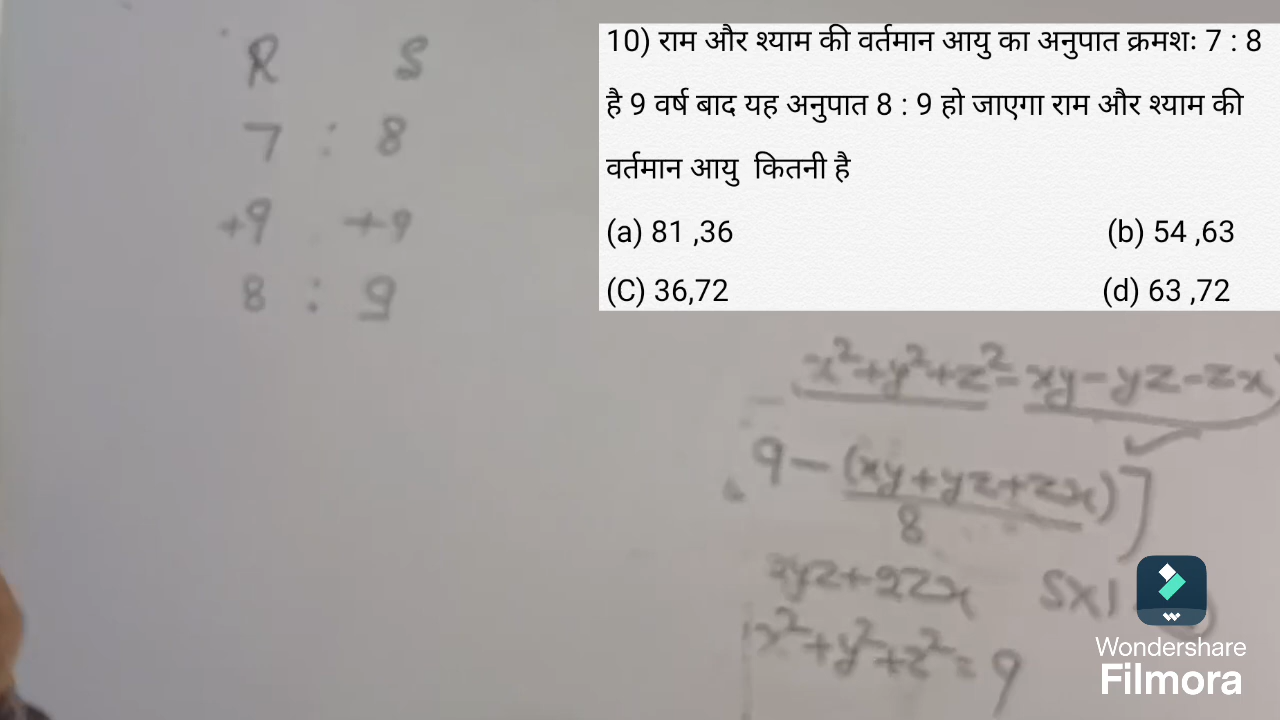 R S
7 : 8
+9 +9
8 : 9
10) राम और श्याम की वर्तमान आयु का अनुपात क्रमशः 7 : 8
है 9 वर्ष बाद यह अनुपात 8 : 9 हो जाएगा राम और श्याम की
वर्तमान आयु कितनी है
(a) 81 ,36 (b) 54 ,63
(C) 36,72 (d) 63 ,72
x²+y²+z²-xy-yz-zx
9-(xy+yz+zx)]
8
x²+y²+z²=9
Wondershare
Filmora